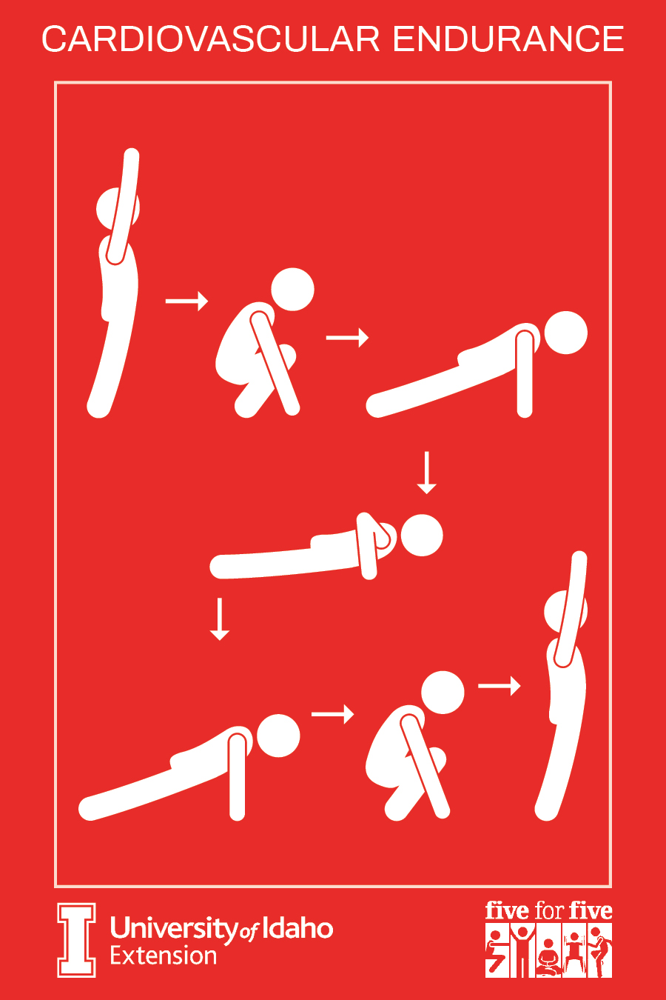 CARDIOVASCULAR ENDURANCE
University of Idaho
Extension
five for five